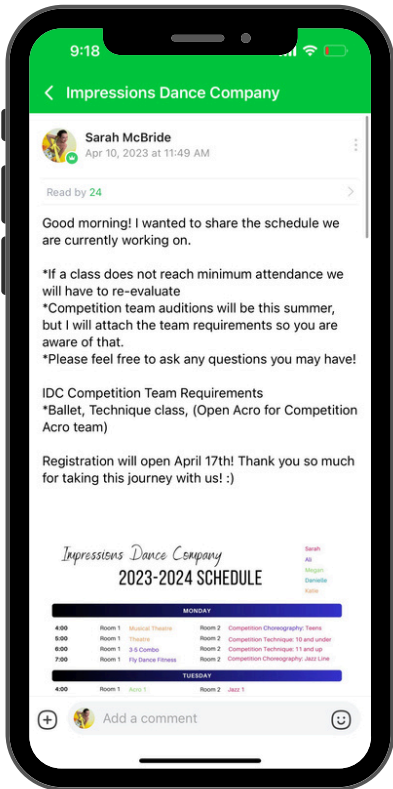 9:18
Impressions Dance Company
Sarah McBride
Apr 10, 2023 at 11:49 AM
Read by 24
Good morning! I wanted to share the schedule we
are currently working on.
*If a class does not reach minimum attendance we
will have to re-evaluate
*Competition team auditions will be this summer,
but I will attach the team requirements so you are
aware of that.
*Please feel free to ask any questions you may have!
IDC Competition Team Requirements
*Ballet, Technique class, (Open Acro for Competition
Acro team)
Registration will open April 17th! Thank you so much
for taking this journey with us! :)
Impressions Dance Company
2023-2024 SCHEDULE
Sarah
Ali
Megan
Danielle
Katie
MONDAY
4:00 Room 1 Musical Theatre Room 2 Competition Choreography: Teens
5:00 Room 1 Theatre Room 2 Competition Technique: 10 and under
6:00 Room 1 3-5 Combo Room 2 Competition Technique: 11 and up
7:00 Room 1 Fly Dance Fitness Room 2 Competition Choreography: Jazz Line
TUESDAY
4:00 Room 1 Acro 1 Room 2 Jazz 1
Add a comment